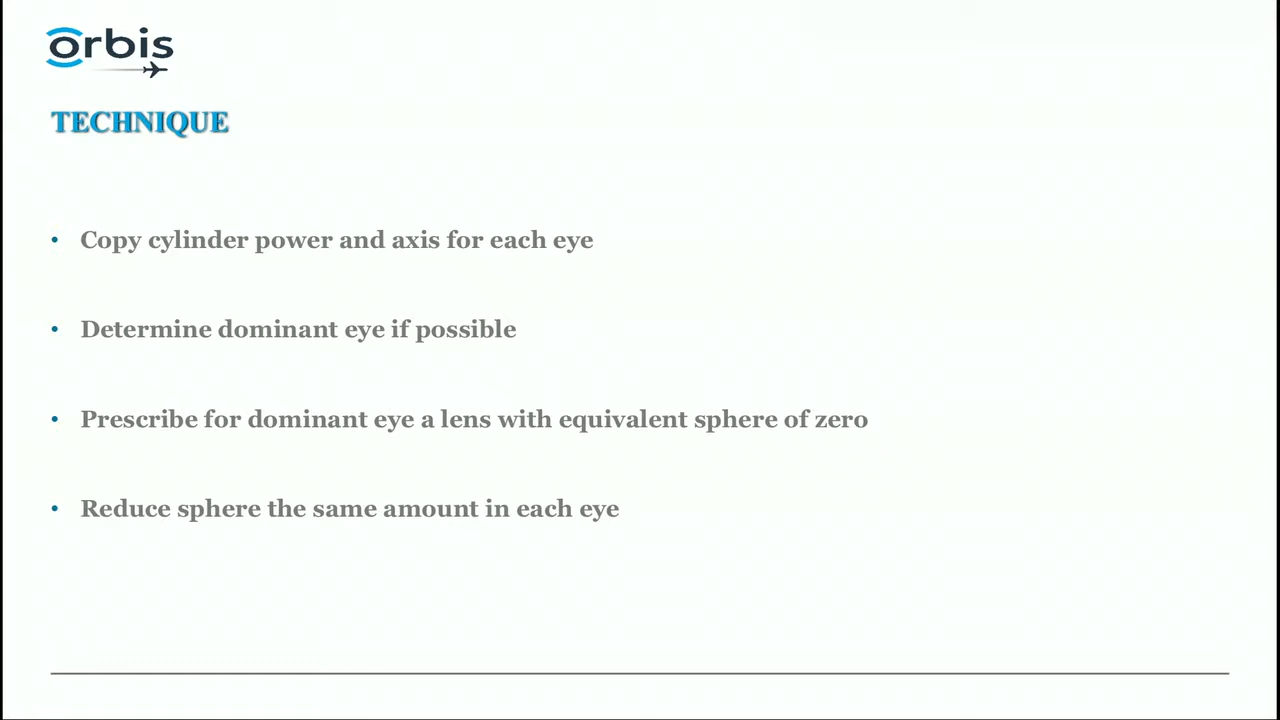 orbis
TECHNIQUE
• Copy cylinder power and axis for each eye
• Determine dominant eye if possible
• Prescribe for dominant eye a lens with equivalent sphere of zero
• Reduce sphere the same amount in each eye